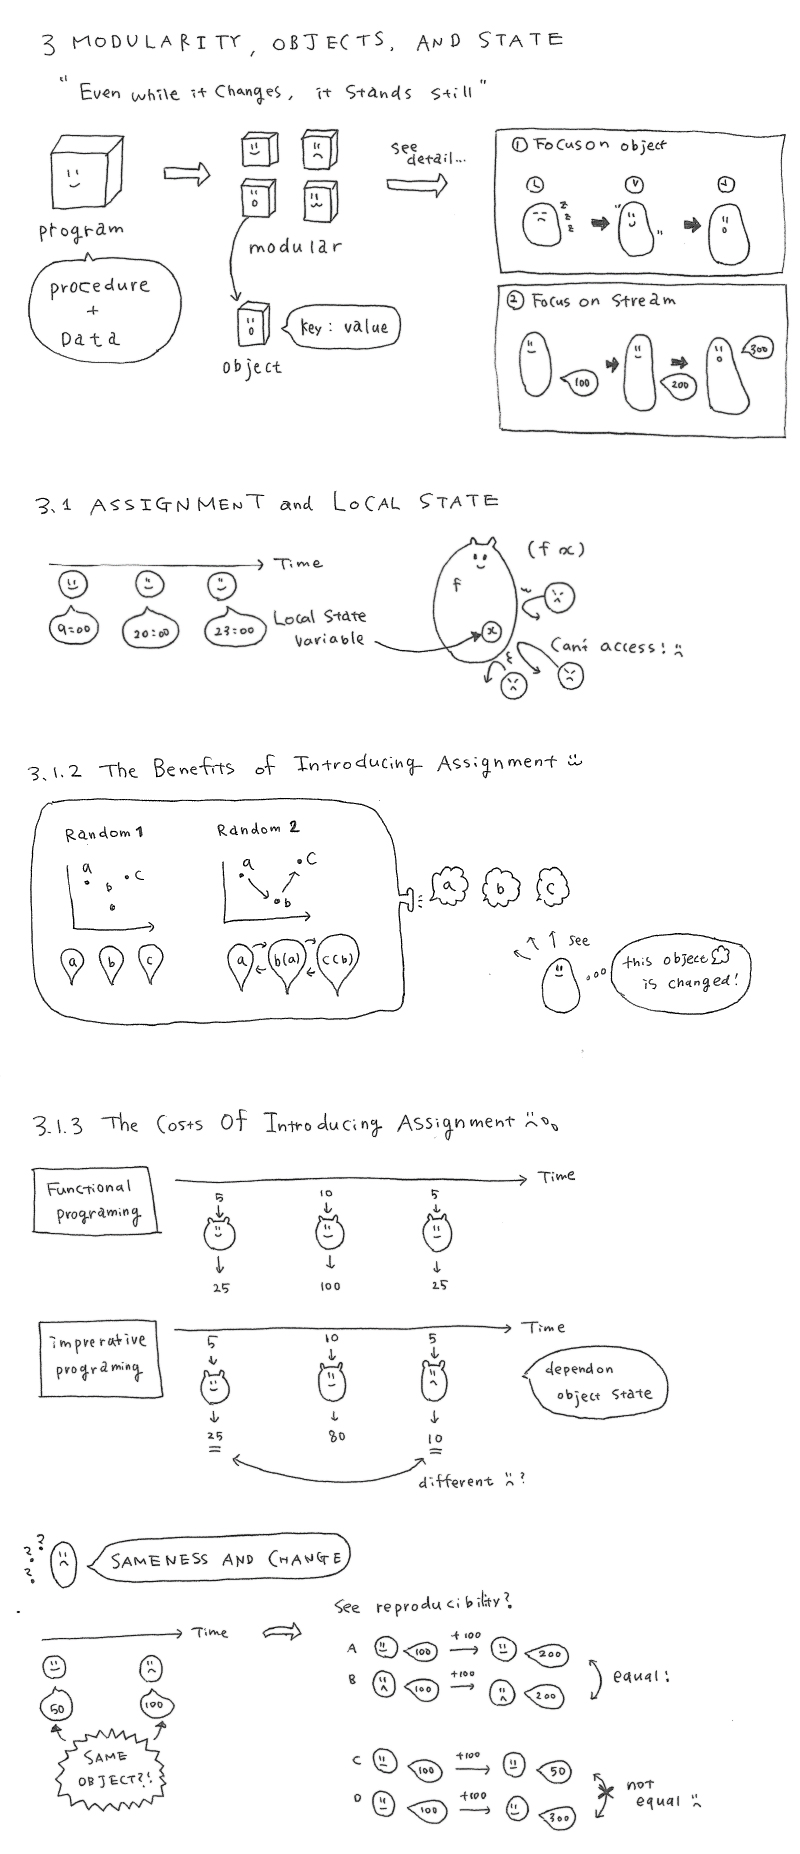 3 MODULARITY, OBJECTS, AND STATE
"Even while it Changes, it Stands Still"
program
procedure
+
Data
modular
object
key: value
See
detail...
① Focus on object
z
z
z
② Focus on Stream
100
200
300
3.1 ASSIGNMENT and LOCAL STATE
Time
9:00
20:00
23:00
Local State
variable
f
x
(f x)
Can't access!
3.1.2 The Benefits of Introducing Assignment
Random 1
a
b
c
a
b
c
Random 2
a
b
c
a
b(a)
c(b)
a
b
c
see
this object
is changed!
3.1.3 The Costs Of Introducing Assignment
Functional
programing
Time
5
10
5
25
100
25
imprerative
programing
Time
5
10
5
25
80
10
depend on
object state
different ?
? ? ? ?
SAMENESS AND CHANGE
Time
50
100
SAME
OBJECT?!
See reproducibility?
A 100 +100 200
B 100 +100 200
equal!
C 100 +100 50
D 100 +100 300
not
equal